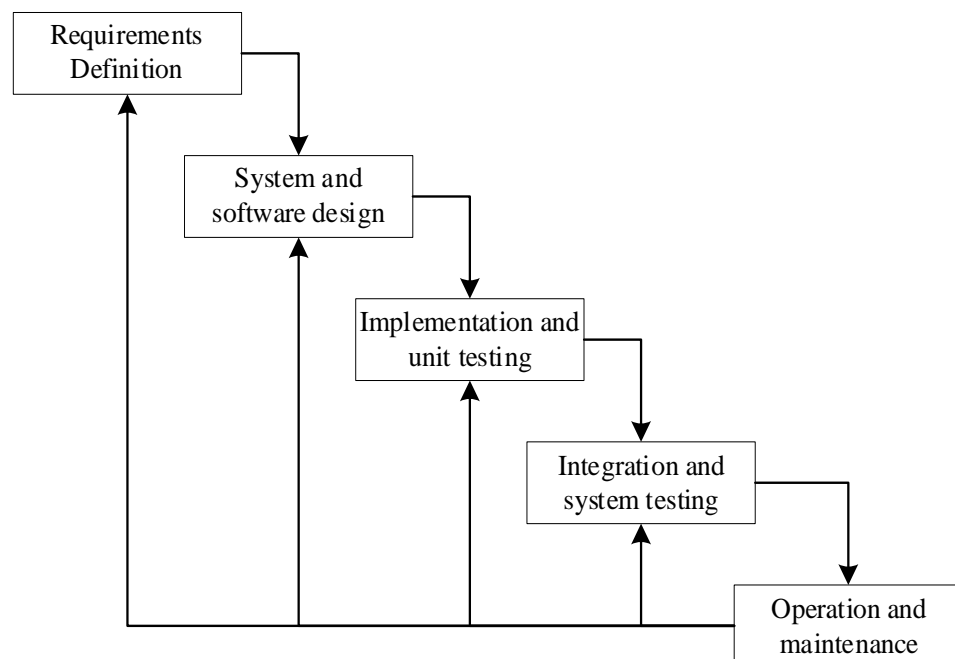 Requirements
Definition
System and
software design
Implementation and
unit testing
Integration and
system testing
Operation and
maintenance